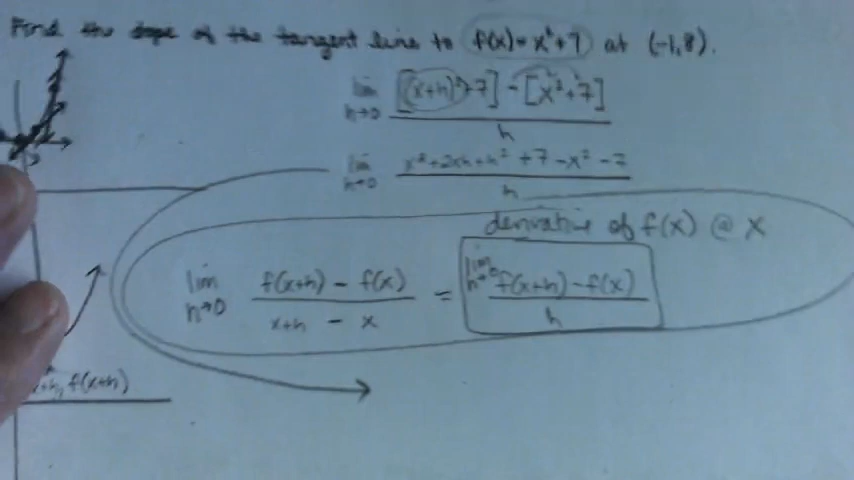 Find the slope of the tangent line to f(x) = x²+7 at (-1,8).
lim h→0 [(x+h)²+7] - [x²+7] / h
lim h→0 x²+2xh+h²+7-x²-7 / h
derivative of f(x) @ x
lim h→0 f(x+h) - f(x) / x+h - x = lim h→0 f(x+h) - f(x) / h
x+h, f(x+h)